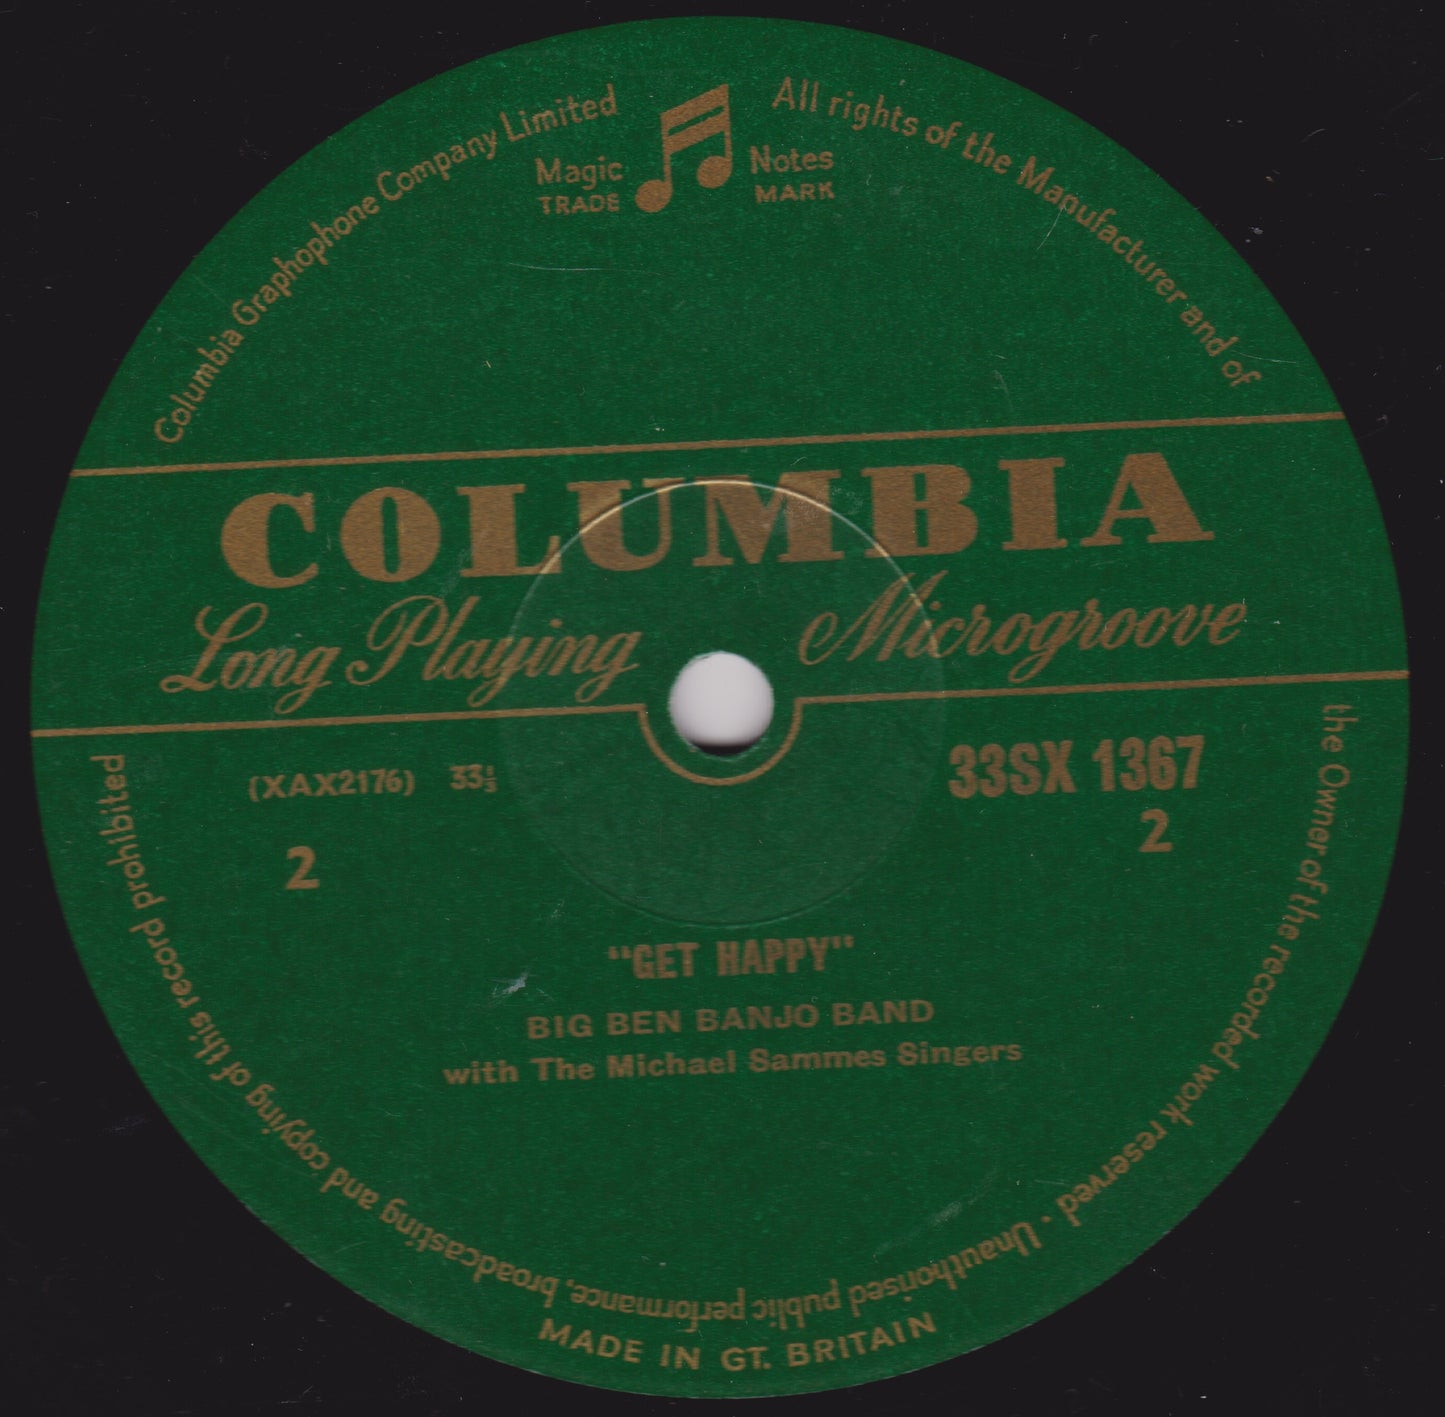 Columbia Graphophone Company Limited
Magic Notes
TRADE MARK
All rights of the Manufacturer and of
the Owner of the recorded work reserved · Unauthorised public performance, broadcasting and copying of this record prohibited
COLUMBIA
Long Playing Microgroove
(XAX2176) 33⅓ 33SX 1367
2 2
"GET HAPPY"
BIG BEN BANJO BAND
with The Michael Sammes Singers
MADE IN GT. BRITAIN